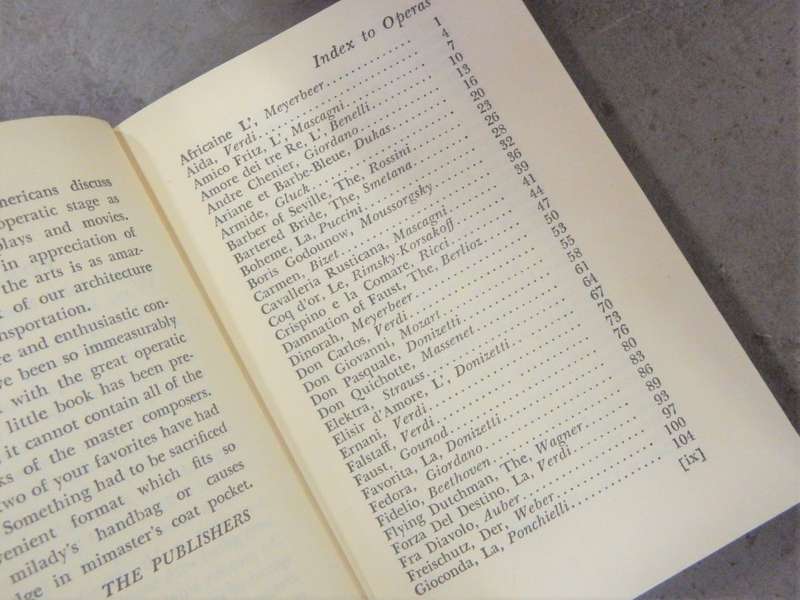 mericans discuss
operatic stage as
plays and movies.
in appreciation of
the arts is as amaz-
k of our architecture
nsportation.
re and enthusiastic con-
ve been so immeasurably
with the great operatic
little book has been pre-
it cannot contain all of the
ks of the master composers.
two of your favorites have had
Something had to be sacrificed
venient format which fits so
milady's handbag or causes
dge in mimaster's coat pocket.
THE PUBLISHERS
Index to Operas
Africaine L', Meyerbeer 1
Aida, Verdi 4
Amico Fritz, L', Mascagni 7
Amore dei tre Re, L', Benelli 10
Andre Chenier, Giordano 13
Ariane et Barbe-Bleue, Dukas 16
Armide, Gluck 20
Barber of Seville, The, Rossini 23
Bartered Bride, The, Smetana 26
Boheme, La, Puccini 28
Boris Godounow, Moussorgsky 32
Carmen, Bizet 36
Cavalleria Rusticana, Mascagni 39
Coq d'or, Le, Rimsky-Korsakoff 41
Crispino e la Comare, Ricci 44
Damnation of Faust, The, Berlioz 47
Dinorah, Meyerbeer 50
Don Carlos, Verdi 53
Don Giovanni, Mozart 55
Don Pasquale, Donizetti 58
Don Quichotte, Massenet 61
Elektra, Strauss 64
Elisir d'Amore, L', Donizetti 67
Ernani, Verdi 70
Falstaff, Verdi 73
Faust, Gounod 76
Favorita, La, Donizetti 80
Fedora, Giordano 83
Fidelio, Beethoven 86
Flying Dutchman, The, Wagner 89
Forza Del Destino, La, Verdi 93
Fra Diavolo, Auber 97
Freischutz, Der, Weber 100
Gioconda, La, Ponchielli 104
[ix]